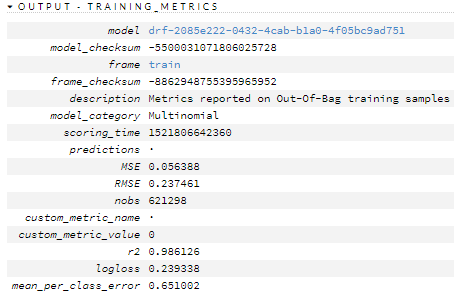 ▾ OUTPUT - TRAINING_METRICS
model drf-2085e222-0432-4cab-b1a0-4f05bc9ad751
model_checksum -5500031071806025728
frame train
frame_checksum -8862948755395965952
description Metrics reported on Out-Of-Bag training samples
model_category Multinomial
scoring_time 1521806642360
predictions ·
MSE 0.056388
RMSE 0.237461
nobs 621298
custom_metric_name ·
custom_metric_value 0
r2 0.986126
logloss 0.239338
mean_per_class_error 0.651002